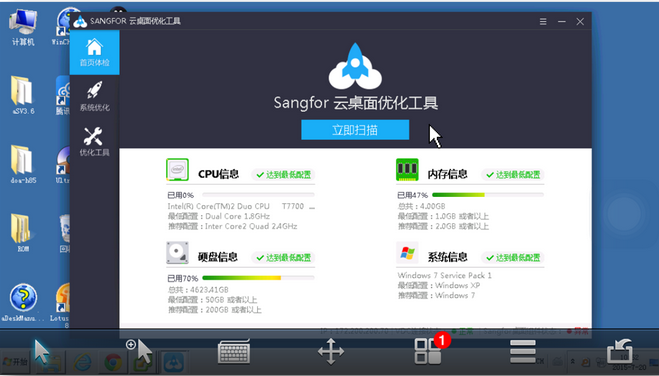 SANGFOR 云桌面优化工具
计算机
首页体检
系统优化
优化工具
Sangfor 云桌面优化工具
立即扫描
CPU信息
达到最低配置
已用0%
Intel(R) Core(TM)2 Duo CPU T7700 ...
最低配置：Dual Core 1.8GHz
推荐配置：Inter Core2 Quad 2.4GHz
内存信息
达到最低配置
已用47%
总共：4.00GB
最低配置：1.0GB 或者以上
推荐配置：2.0GB 或者以上
硬盘信息
达到最低配置
已用70%
总共：4623.41GB
最低配置：50GB 或者以上
推荐配置：200GB 或者以上
系统信息
达到最低配置
Windows 7 Service Pack 1
最低配置：Windows XP
推荐配置：Windows 7
aSV3.6
ROM
aDeskManu...
开始
1